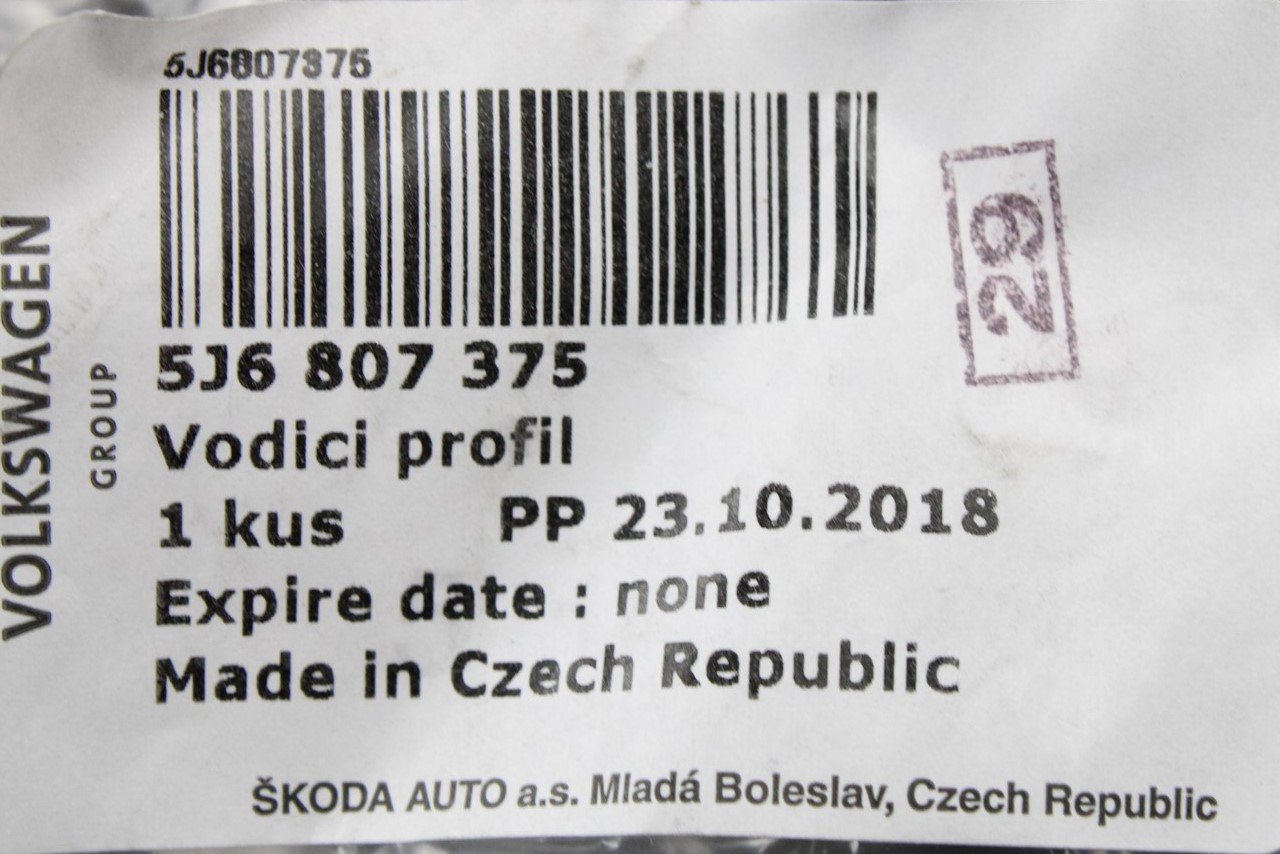 5J6807375
5J6 807 375
Vodici profil
1 kus PP 23.10.2018
Expire date : none
Made in Czech Republic
ŠKODA AUTO a.s. Mladá Boleslav, Czech Republic
VOLKSWAGEN
GROUP
29